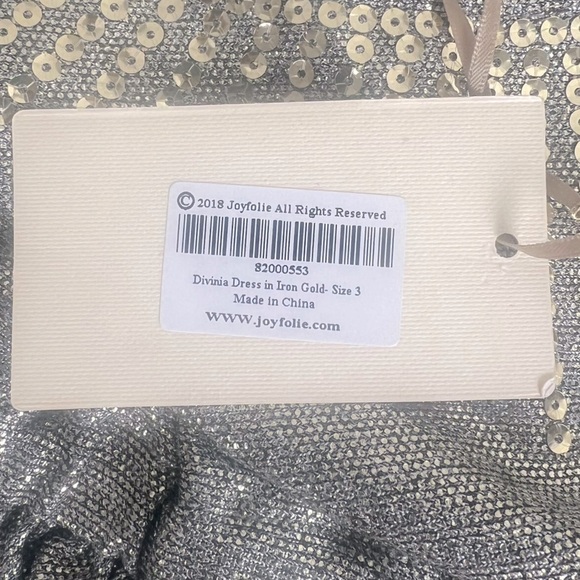 © 2018 Joyfolie All Rights Reserved
82000553
Divinia Dress in Iron Gold- Size 3
Made in China
www.joyfolie.com